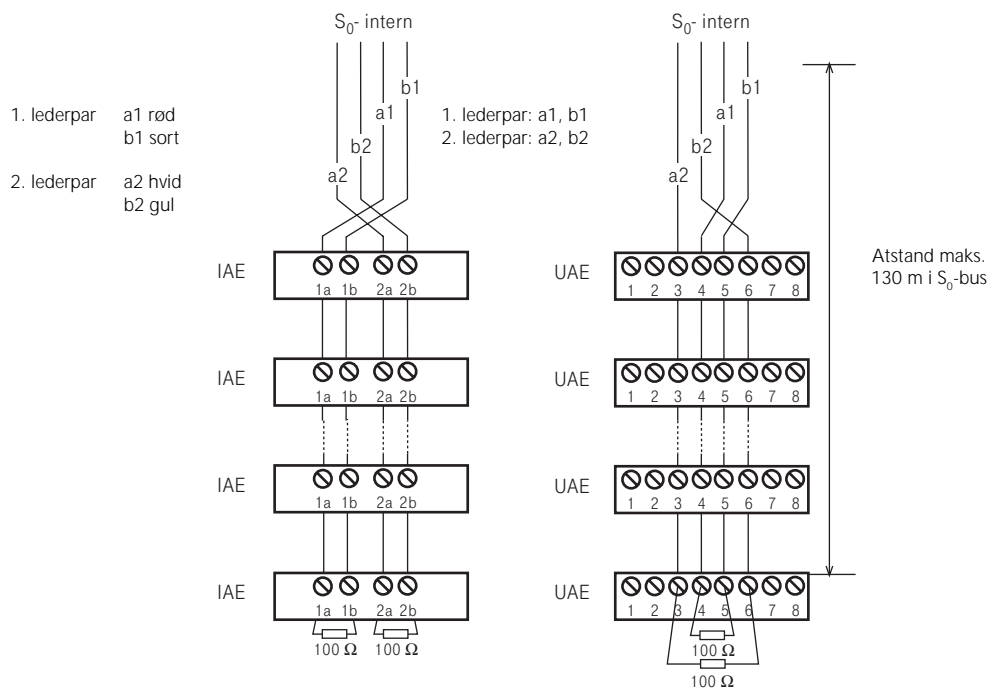 S0- intern
a2
b2
a1
b1
1. lederpar a1 rød
b1 sort
2. lederpar a2 hvid
b2 gul
IAE
1a 1b 2a 2b
IAE
1a 1b 2a 2b
IAE
1a 1b 2a 2b
IAE
1a 1b 2a 2b
100 Ω 100 Ω
S0- intern
a2
b2
a1
b1
1. lederpar: a1, b1
2. lederpar: a2, b2
UAE
1 2 3 4 5 6 7 8
UAE
1 2 3 4 5 6 7 8
UAE
1 2 3 4 5 6 7 8
UAE
1 2 3 4 5 6 7 8
100 Ω
100 Ω
Atstand maks.
130 m i S0-bus